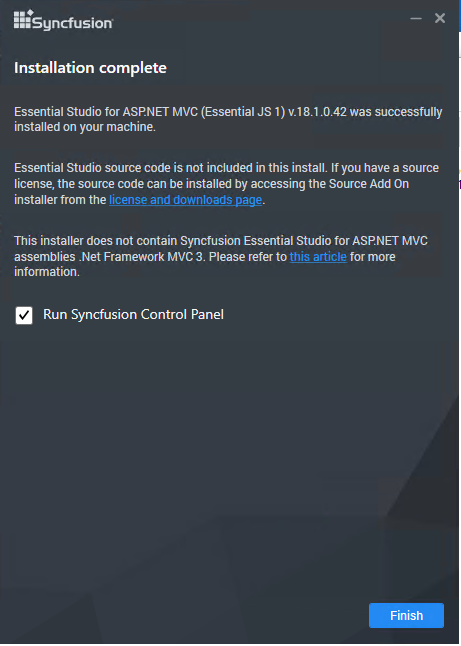 Syncfusion
Installation complete
Essential Studio for ASP.NET MVC (Essential JS 1) v.18.1.0.42 was successfully
installed on your machine.
Essential Studio source code is not included in this install. If you have a source
license, the source code can be installed by accessing the Source Add On
installer from the license and downloads page.
This installer does not contain Syncfusion Essential Studio for ASP.NET MVC
assemblies .Net Framework MVC 3. Please refer to this article for more
information.
Run Syncfusion Control Panel
Finish